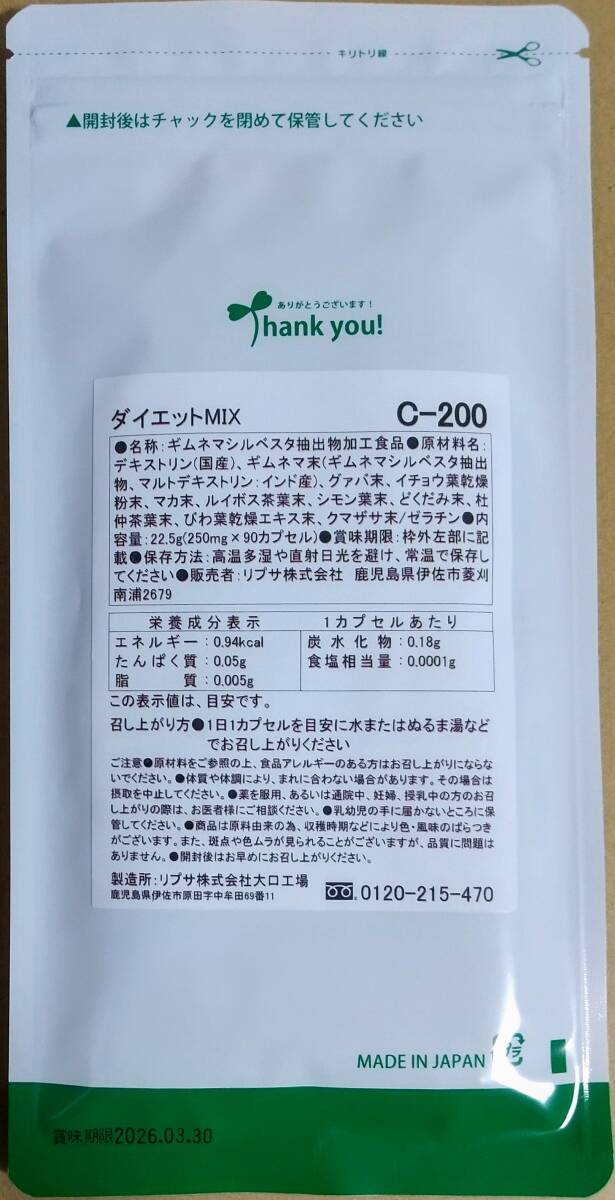 キリトリ線
▲開封後はチャックを閉めて保管してください
ありがとうございます!
Thank you!
ダイエットMIX C-200
●名称:ギムネマシルベスタ抽出物加工食品●原材料名:
デキストリン(国産)、ギムネマ末(ギムネマシルベスタ抽出
物、マルトデキストリン:インド産)、グァバ末、イチョウ葉乾燥
粉末、マカ末、ルイボス茶葉末、シモン葉末、どくだみ末、杜
仲茶葉末、びわ葉乾燥エキス末、クマザサ末/ゼラチン●内
容量:22.5g(250mg×90カプセル)●賞味期限:枠外左部に記
載●保存方法:高温多湿や直射日光を避け、常温で保存し
てください●販売者:リプサ株式会社 鹿児島県伊佐市菱刈
南浦2679
栄養成分表示 1カプセルあたり
エネルギー:0.94kcal 炭水化物:0.18g
たんぱく質:0.05g 食塩相当量:0.0001g
脂質:0.005g
この表示値は、目安です。
召し上がり方●1日1カプセルを目安に水またはぬるま湯など
でお召し上がりください
ご注意●原材料をご参照の上、食品アレルギーのある方はお召し上がりにならな
いでください。●体質や体調により、まれに合わない場合があります。その場合は
摂取を中止してください。●薬を服用、あるいは通院中、妊婦、授乳中の方のお召
し上がりの際は、お医者様にご相談ください。●乳幼児の手に届かないところに保
管してください。●商品は原料由来の為、収穫時期などにより色・風味のばらつき
がございます。また、斑点や色ムラが見られることがございますが、品質に問題は
ありません。●開封後はお早めにお召し上がりください。
製造所:リプサ株式会社大口工場
鹿児島県伊佐市原田字中牟田69番11
0120-215-470
MADE IN JAPAN
プラ
賞味期限2026.03.30